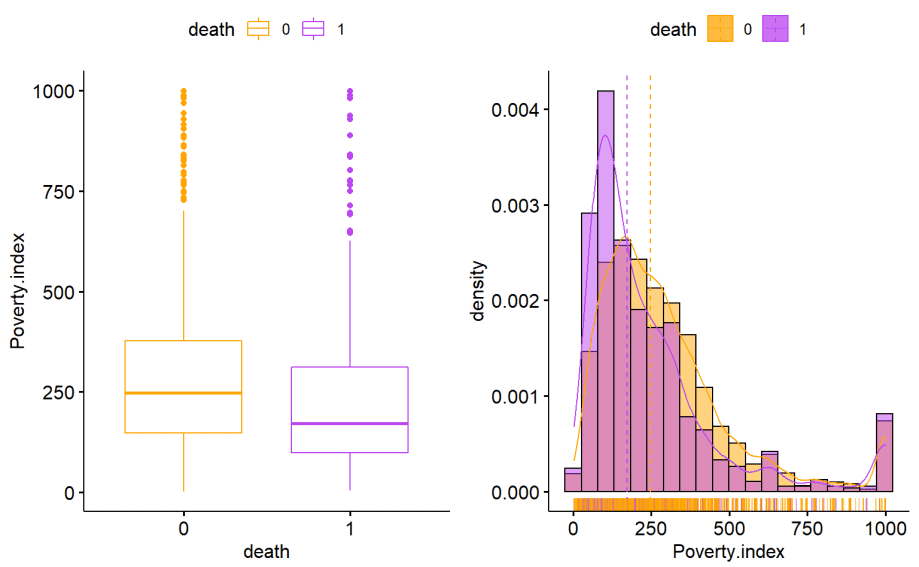 death 0 1
1000
750
500
250
0
Poverty.index
0 1
death
death 0 1
0.004
0.003
0.002
0.001
0.000
density
0 250 500 750 1000
Poverty.index